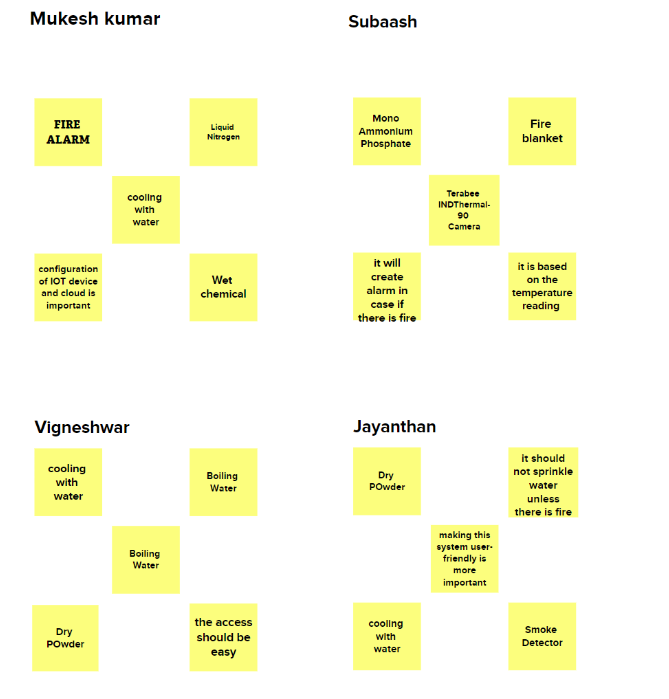 Mukesh kumar
FIRE
ALARM
Liquid
Nitrogen
cooling
with
water
configuration
of IOT device
and cloud is
important
Wet
chemical
Subaash
Mono
Ammonium
Phosphate
Fire
blanket
Terabee
INDThermal-
90
Camera
it will
create
alarm in
case if
there is fire
it is based
on the
temperature
reading
Vigneshwar
cooling
with
water
Boiling
Water
Boiling
Water
Dry
POwder
the access
should be
easy
Jayanthan
Dry
POwder
it should
not sprinkle
water
unless
there is fire
making this
system user-
friendly is
more
important
cooling
with
water
Smoke
Detector